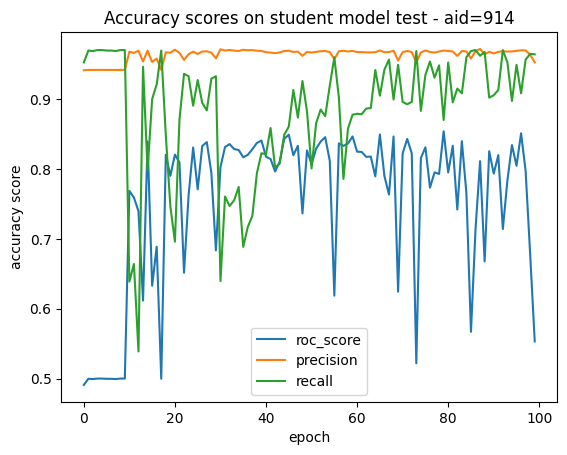 Accuracy scores on student model test - aid=914
accuracy score
0.9
0.8
0.7
0.6
0.5
roc_score
precision
recall
0 20 40 60 80 100
epoch